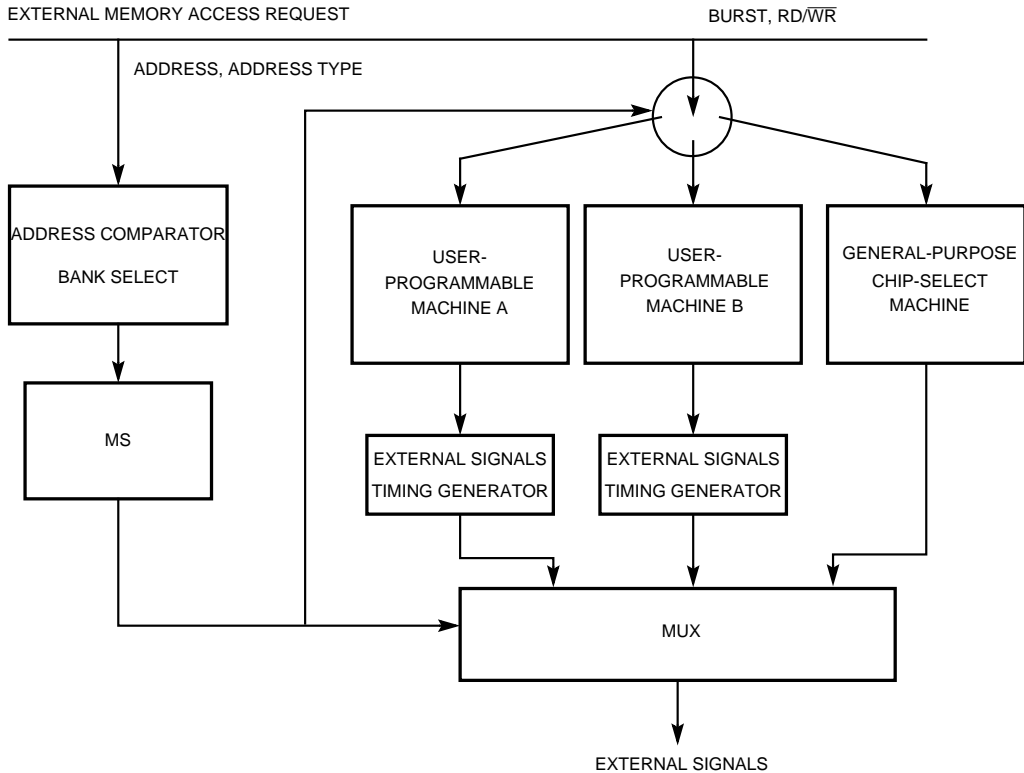 EXTERNAL MEMORY ACCESS REQUEST
BURST, RD/W̅R̅
ADDRESS, ADDRESS TYPE
ADDRESS COMPARATOR
BANK SELECT
MS
USER-
PROGRAMMABLE
MACHINE A
USER-
PROGRAMMABLE
MACHINE B
GENERAL-PURPOSE
CHIP-SELECT
MACHINE
EXTERNAL SIGNALS
TIMING GENERATOR
EXTERNAL SIGNALS
TIMING GENERATOR
MUX
EXTERNAL SIGNALS